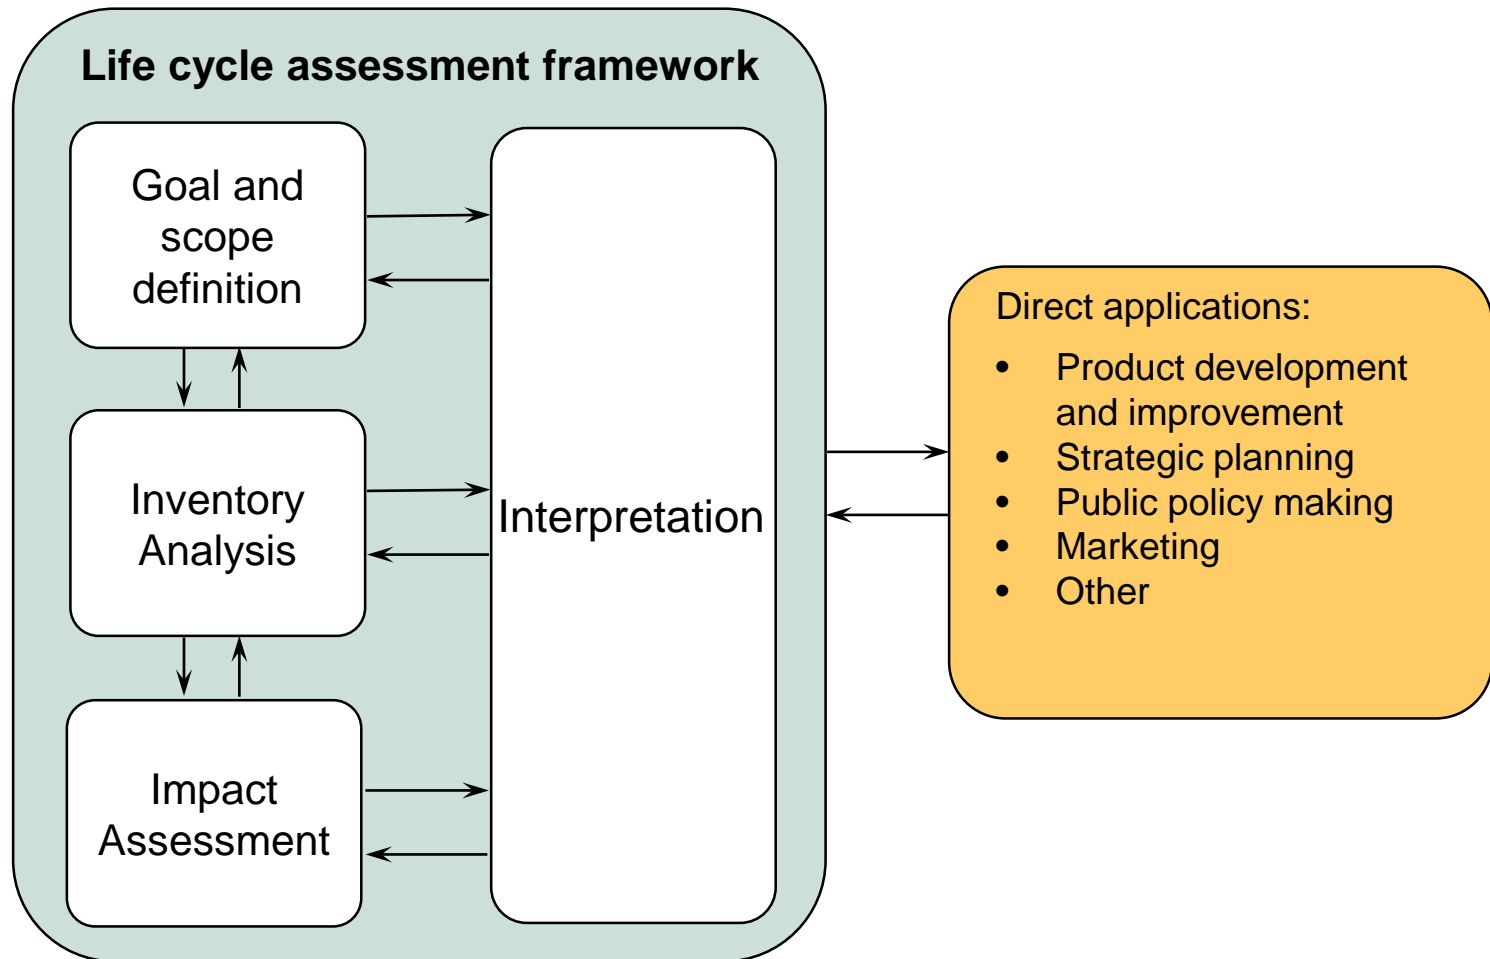 Life cycle assessment framework
Goal and
scope
definition
Inventory
Analysis
Impact
Assessment
Interpretation
Direct applications:
• Product development
and improvement
• Strategic planning
• Public policy making
• Marketing
• Other